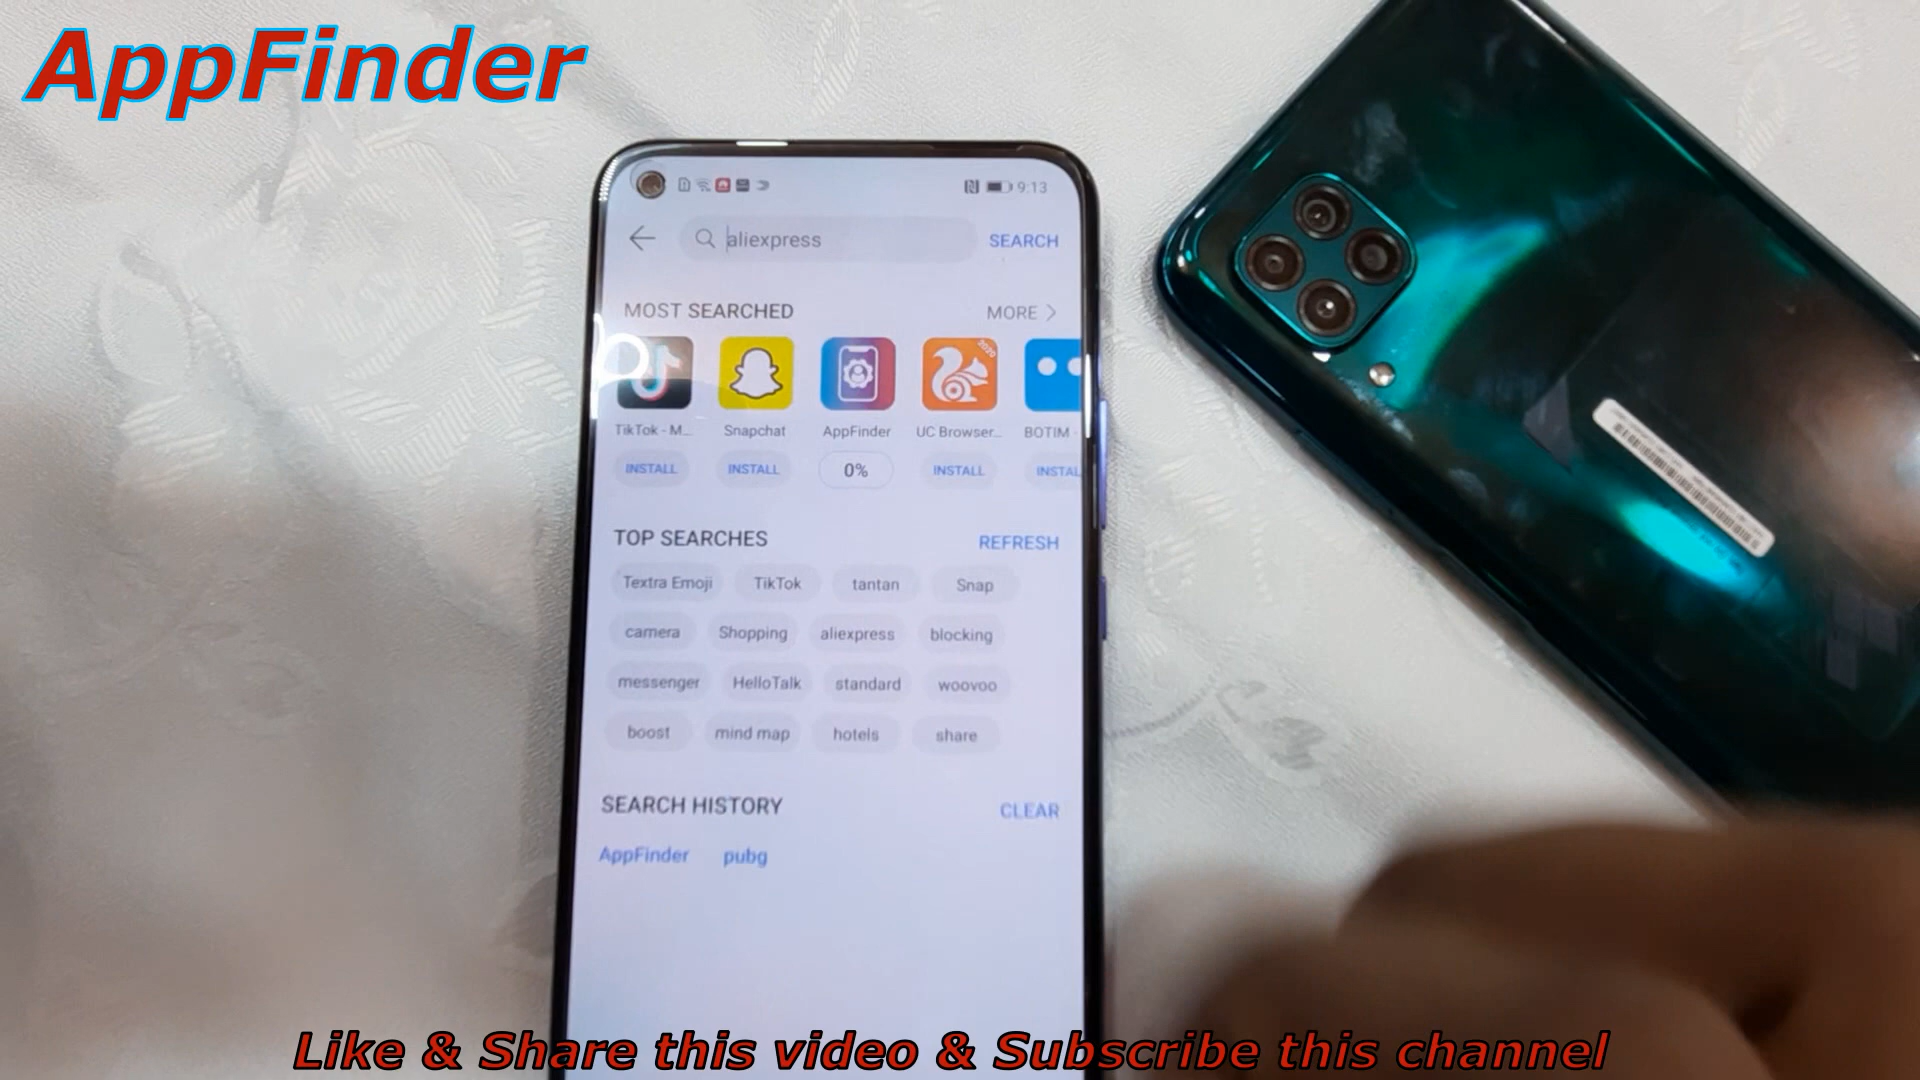 AppFinder
9:13
aliexpress
SEARCH
MOST SEARCHED
MORE
2020
TikTok - M...
Snapchat
AppFinder
UC Browser...
BOTIM -
INSTALL
INSTALL
0%
INSTALL
INSTAL
TOP SEARCHES
REFRESH
Textra Emoji
TikTok
tantan
Snap
camera
Shopping
aliexpress
blocking
messenger
HelloTalk
standard
woovoo
boost
mind map
hotels
share
SEARCH HISTORY
CLEAR
AppFinder
pubg
Like & Share this video & Subscribe this channel